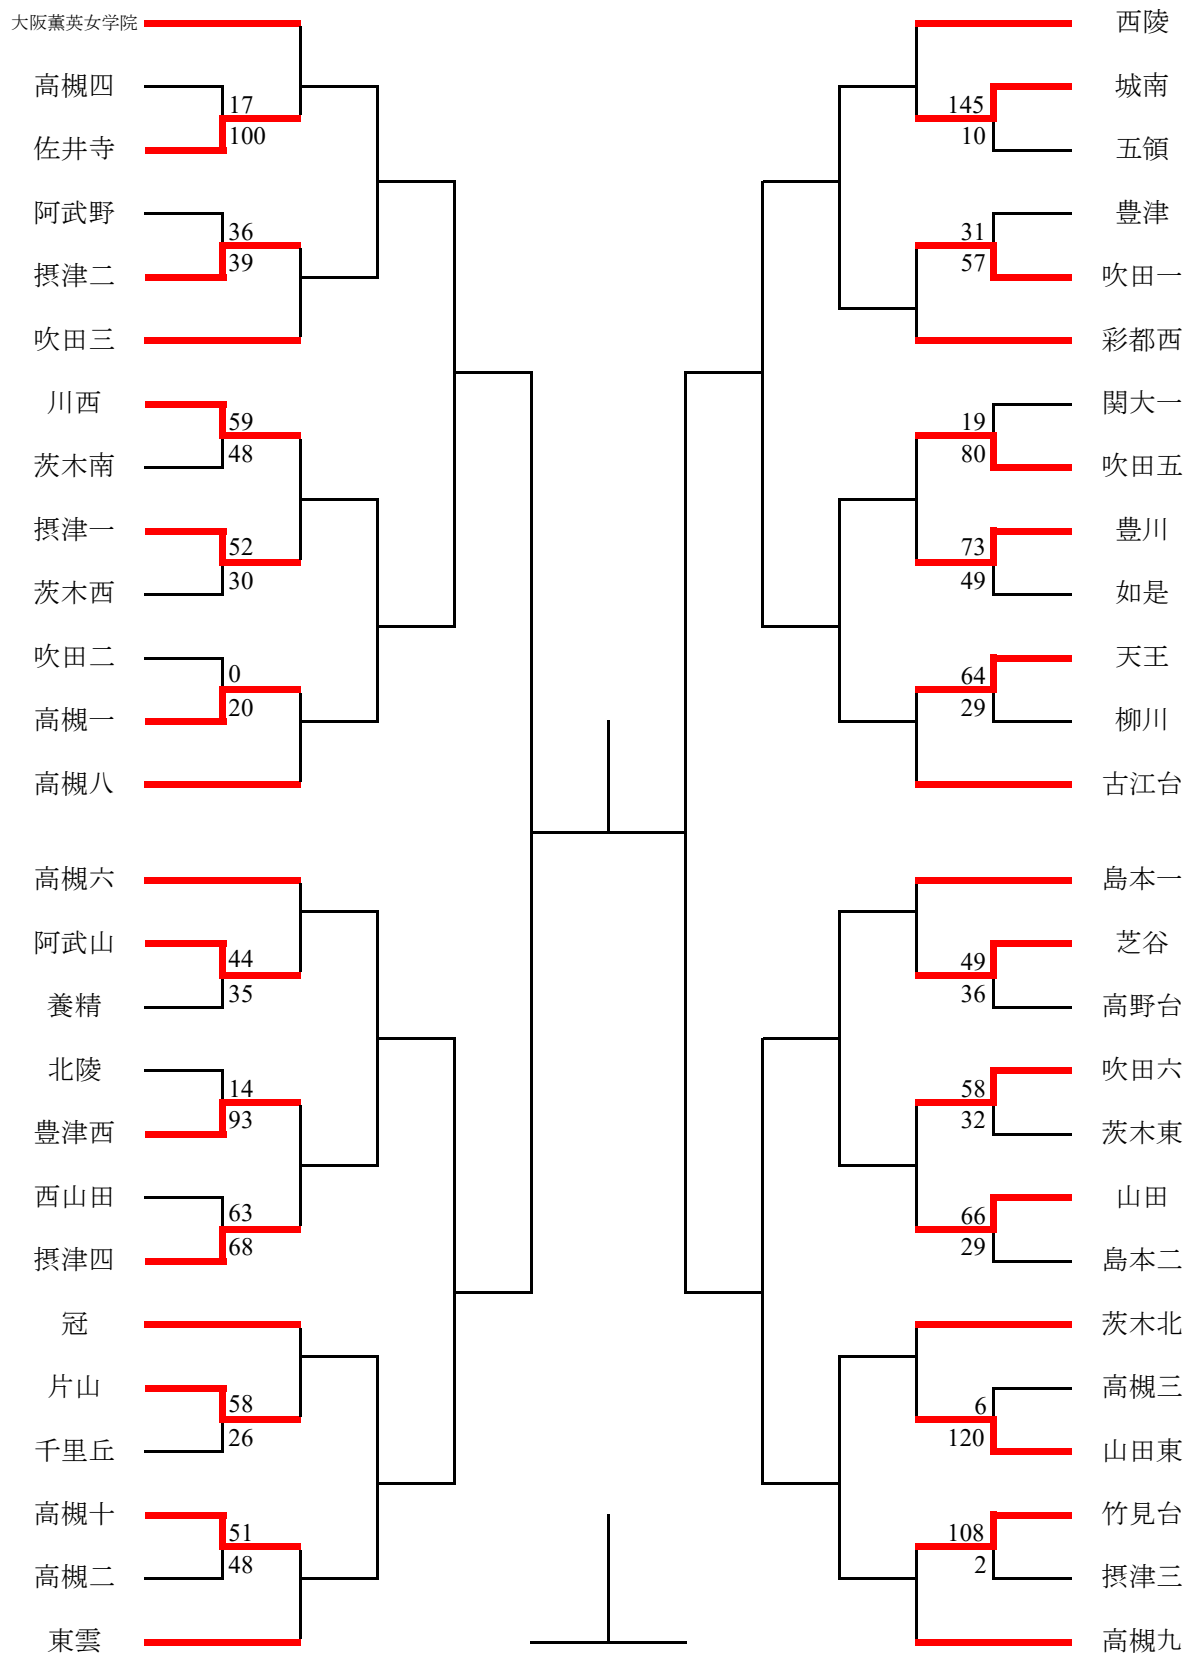 大阪薫英女学院
高槻四
17
100
佐井寺
阿武野
36
39
摂津二
吹田三
川西
59
48
茨木南
摂津一
52
30
茨木西
吹田二
0
20
高槻一
高槻八
高槻六
阿武山
44
35
養精
北陵
14
93
豊津西
西山田
63
68
摂津四
冠
片山
58
26
千里丘
高槻十
51
48
高槻二
東雲
西陵
城南
145
10
五領
豊津
31
57
吹田一
彩都西
関大一
19
80
吹田五
豊川
73
49
如是
天王
64
29
柳川
古江台
島本一
芝谷
49
36
高野台
吹田六
58
32
茨木東
山田
66
29
島本二
茨木北
高槻三
6
120
山田東
竹見台
108
2
摂津三
高槻九